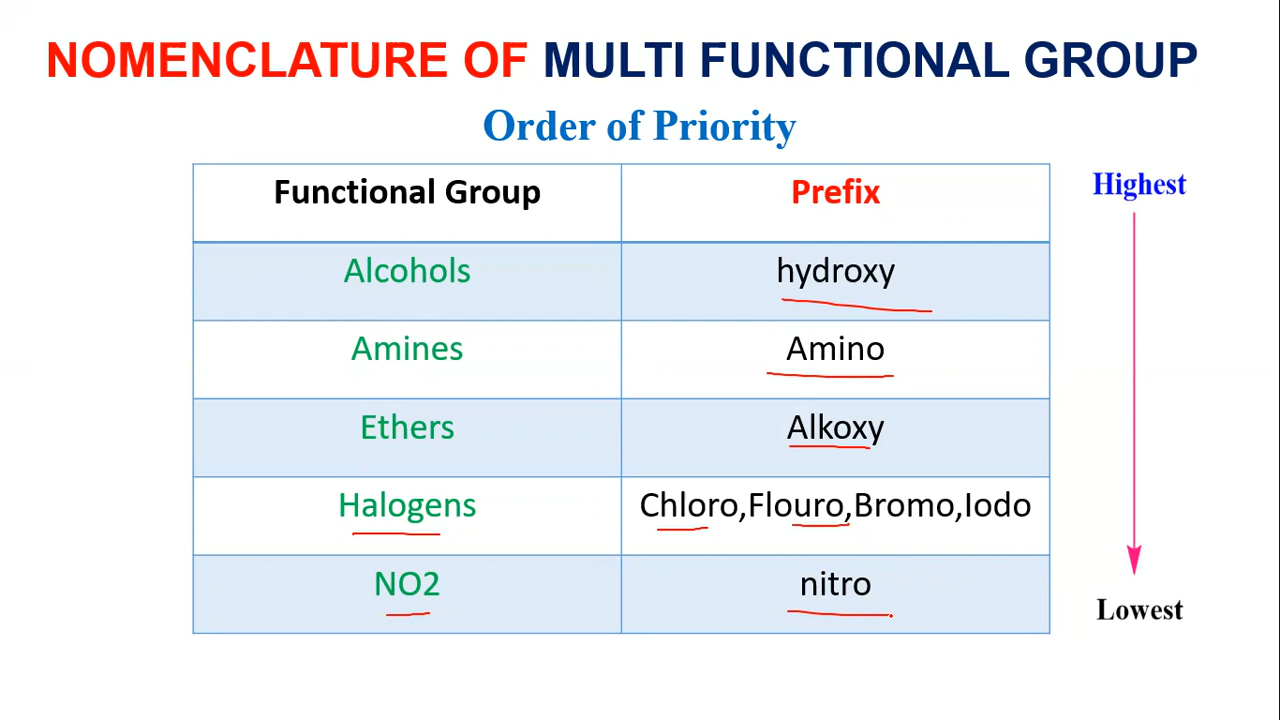 NOMENCLATURE OF MULTI FUNCTIONAL GROUP
Order of Priority
Functional Group Prefix
Highest
Alcohols hydroxy
Amines Amino
Ethers Alkoxy
Halogens Chloro,Flouro,Bromo,Iodo
NO2 nitro
Lowest